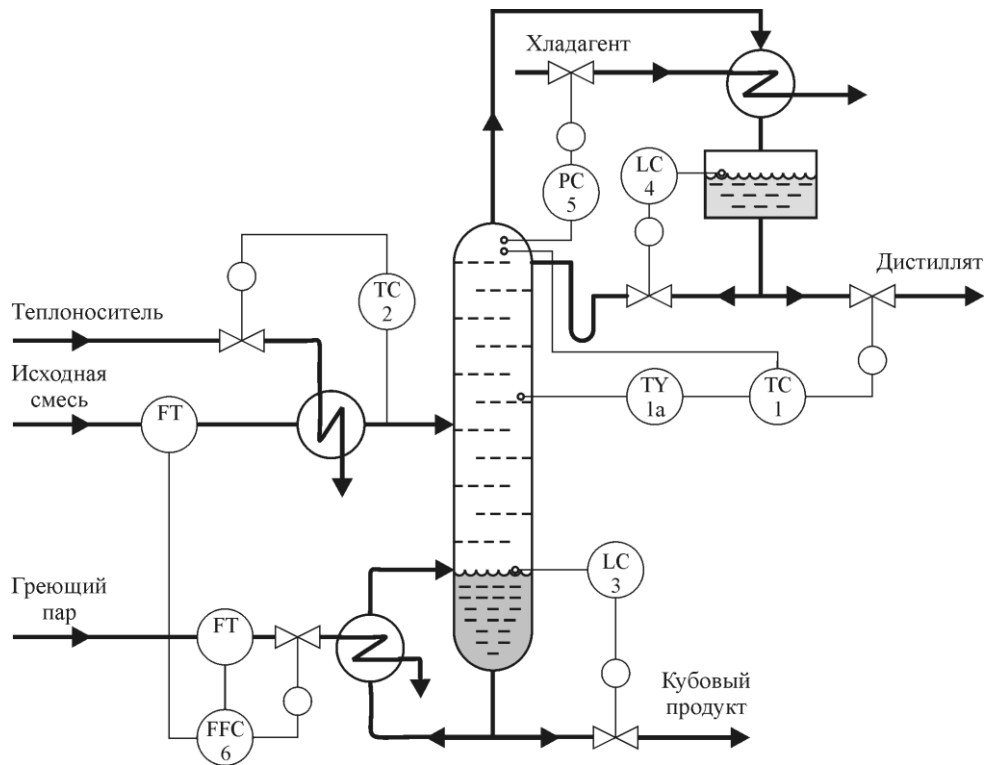 Хладагент
LC
4
PC
5
Дистиллят
TC
2
Теплоноситель
Исходная
смесь
FT
TY
1а
TC
1
LC
3
Греющий
пар
FT
FFC
6
Кубовый
продукт